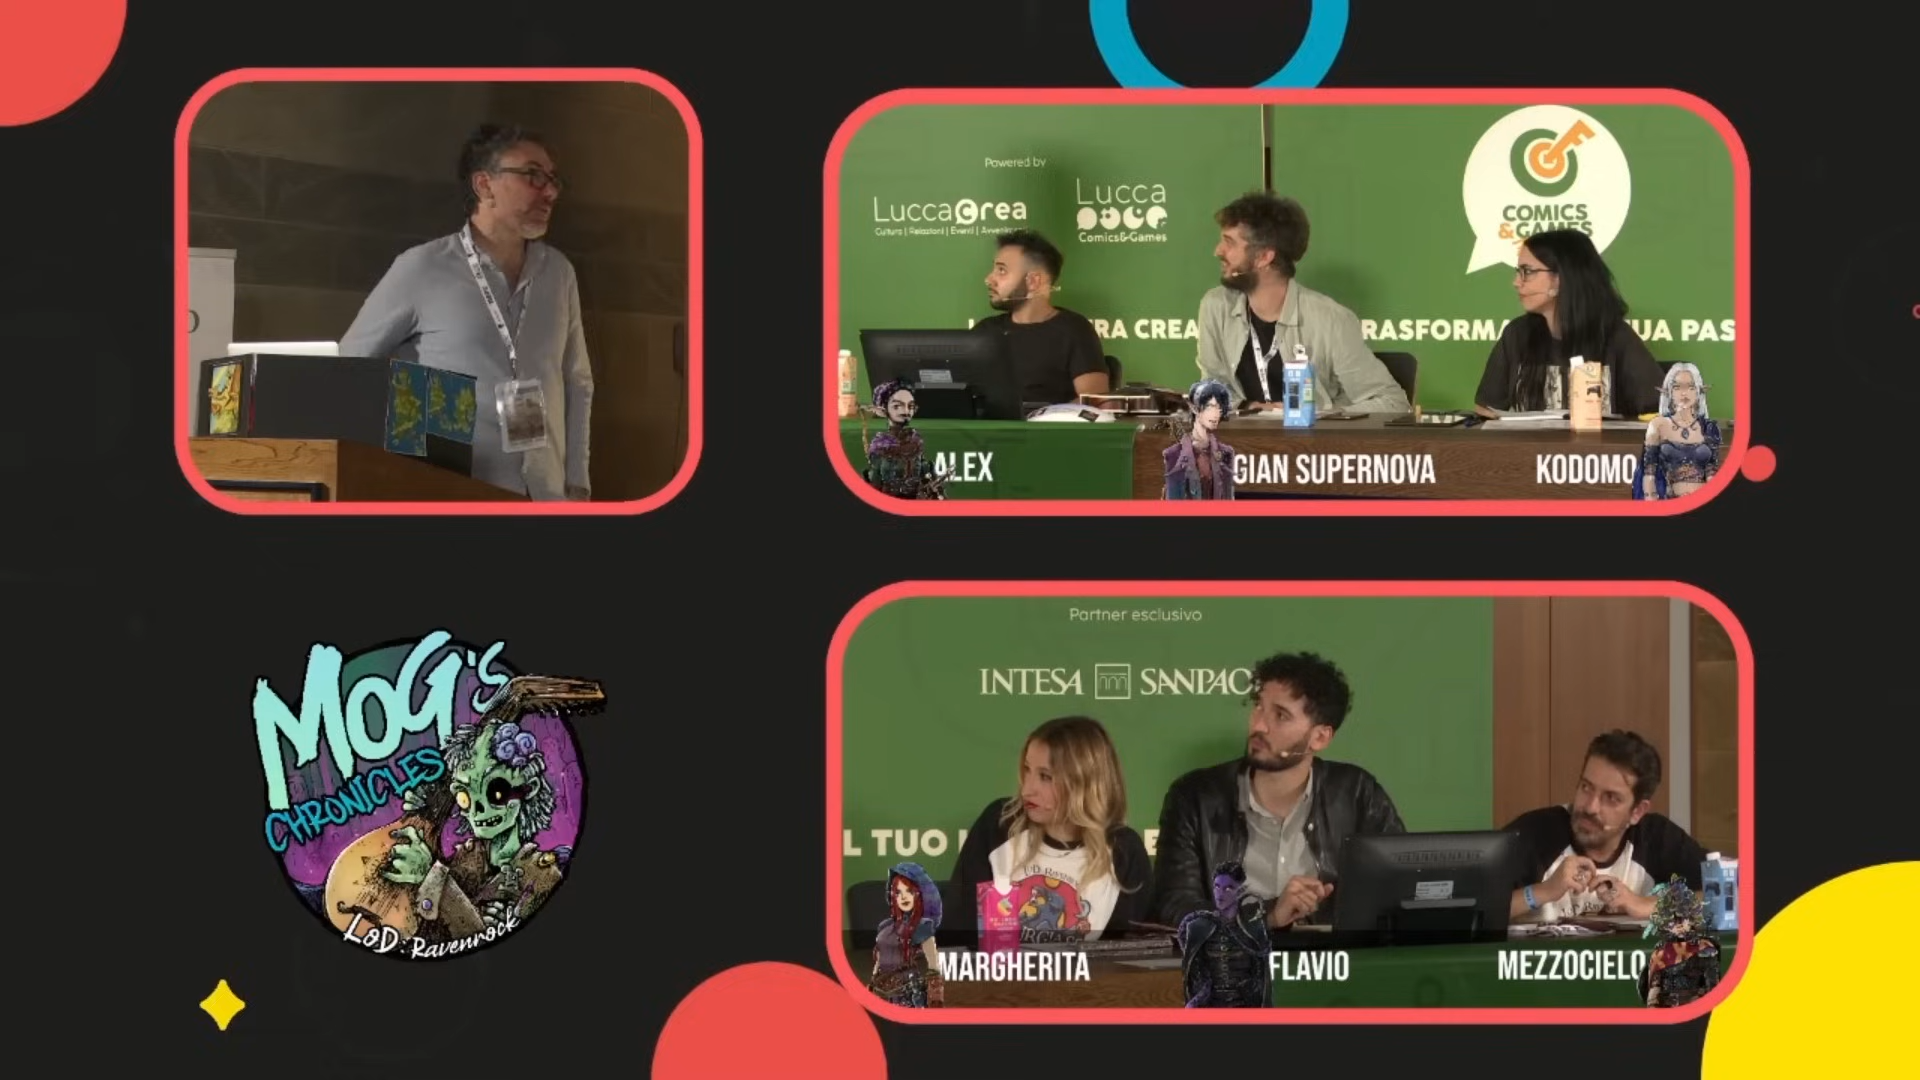 Powered by
Luccacrea
Lucca
Comics&Games
COMICS
&GAMES
RA CREA
RASFORMA
UA PAS
ALEX
GIAN SUPERNOVA
KODOMO
Partner esclusivo
INTESA SANPAO
L TUO
MARGHERITA
FLAVIO
MEZZOCIELO
MOG'S
CHRONICLES
LoD: Ravenrock